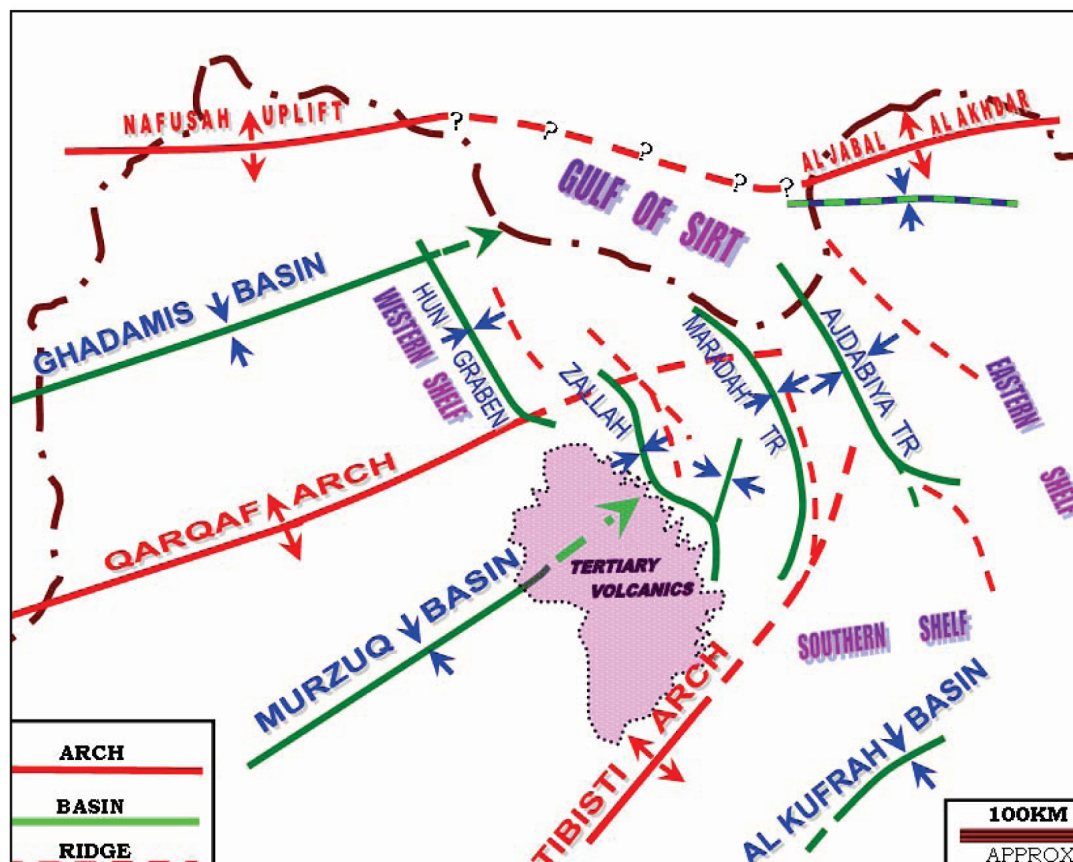 NAFUSAH UPLIFT
?
?
?
?
?
AL JABAL AL AKHDAR
GULF OF SIRT
GHADAMIS BASIN
WESTERN SHELF
HUN GRABEN
ZALLAH
MARADAH TR
AJDABIYA TR
EASTERN SHELF
QARQAF ARCH
MURZUQ BASIN
TERTIARY
VOLCANICS
SOUTHERN SHELF
TIBISTI ARCH
AL KUFRAH BASIN
ARCH
BASIN
RIDGE
100KM
APPROX